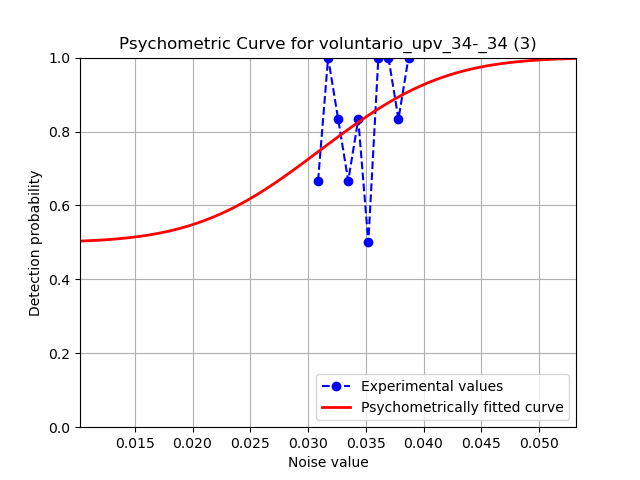 Psychometric Curve for voluntario_upv_34-_34 (3)
1.0
0.8
0.6
0.4
0.2
0.0
Detection probability
Experimental values
Psychometrically fitted curve
0.015 0.020 0.025 0.030 0.035 0.040 0.045 0.050
Noise value